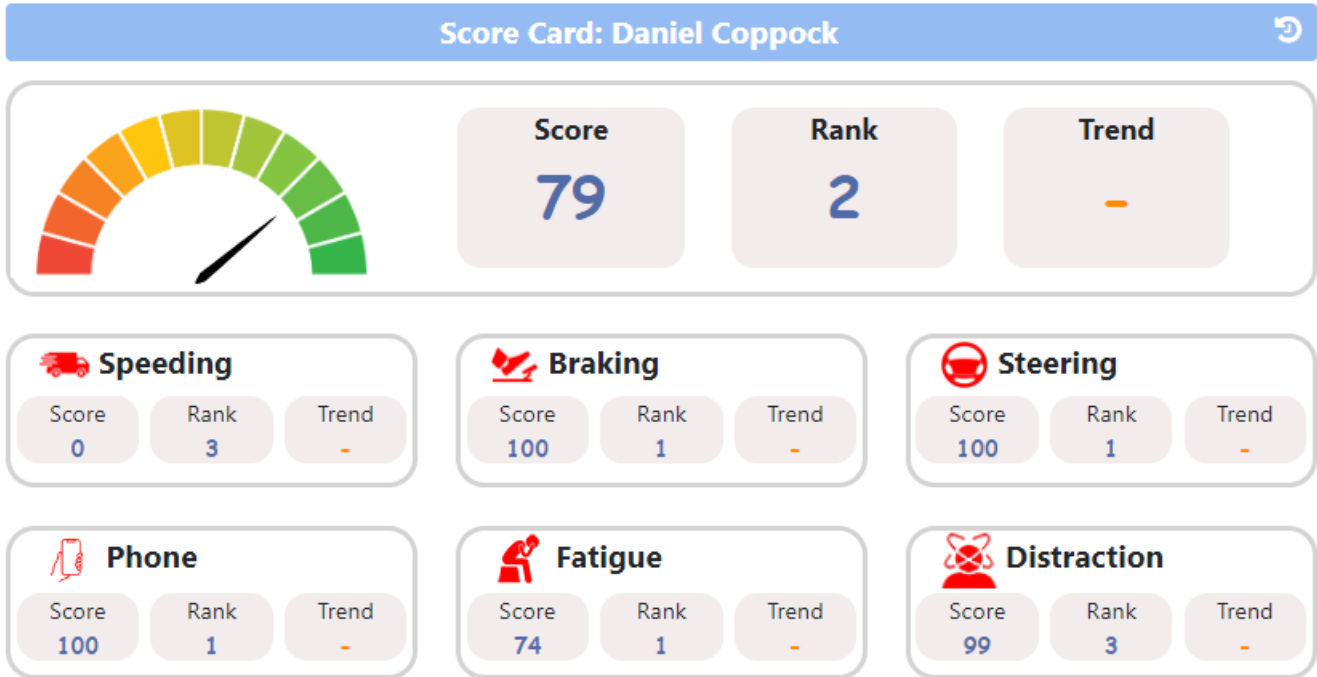 Score Card: Daniel Coppock
Score Rank Trend
79 2 -
Speeding
Score Rank Trend
0 3 -
Braking
Score Rank Trend
100 1 -
Steering
Score Rank Trend
100 1 -
Phone
Score Rank Trend
100 1 -
Fatigue
Score Rank Trend
74 1 -
Distraction
Score Rank Trend
99 3 -